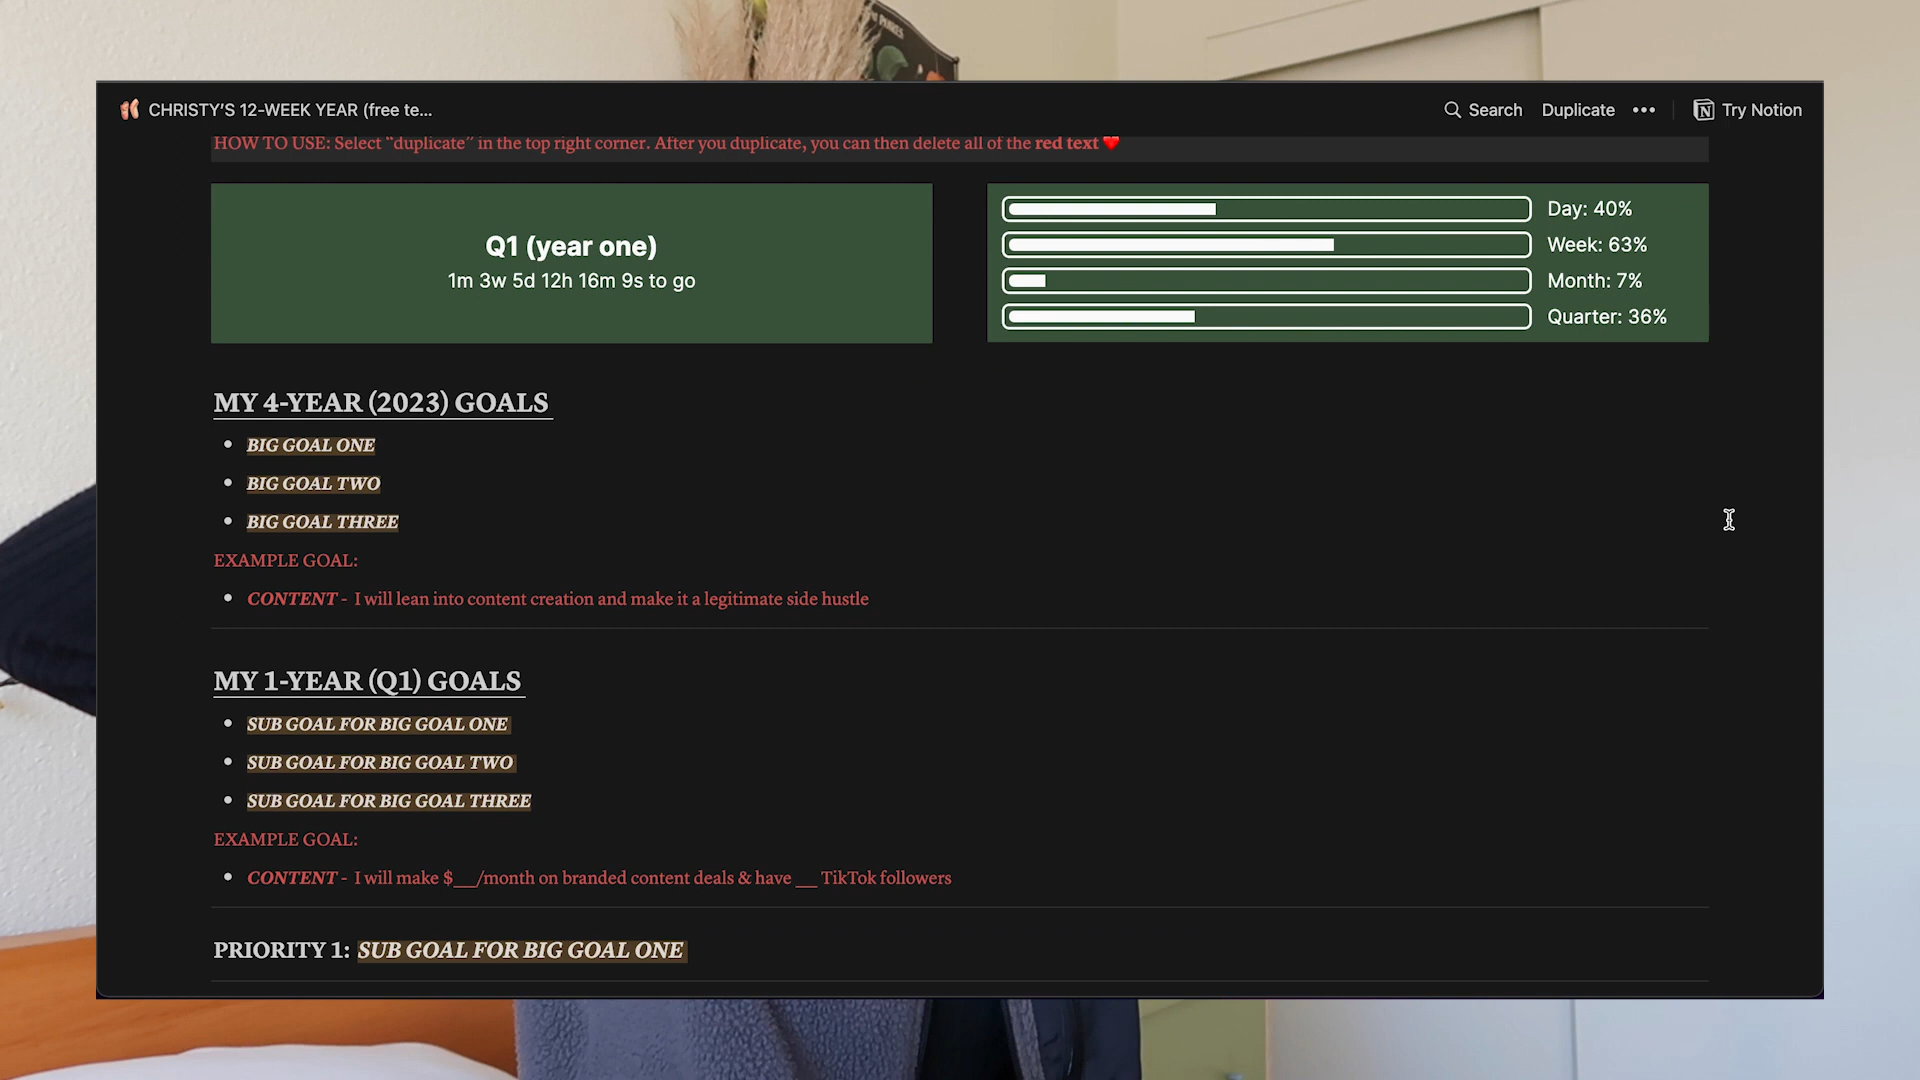 CHRISTY'S 12-WEEK YEAR (free te...
Search Duplicate ••• Try Notion
HOW TO USE: Select “duplicate” in the top right corner. After you duplicate, you can then delete all of the red text ❤️
Q1 (year one)
1m 3w 5d 12h 16m 9s to go
Day: 40%
Week: 63%
Month: 7%
Quarter: 36%
MY 4-YEAR (2023) GOALS
• BIG GOAL ONE
• BIG GOAL TWO
• BIG GOAL THREE
EXAMPLE GOAL:
• CONTENT - I will lean into content creation and make it a legitimate side hustle
MY 1-YEAR (Q1) GOALS
• SUB GOAL FOR BIG GOAL ONE
• SUB GOAL FOR BIG GOAL TWO
• SUB GOAL FOR BIG GOAL THREE
EXAMPLE GOAL:
• CONTENT - I will make $__/month on branded content deals & have __ TikTok followers
PRIORITY 1: SUB GOAL FOR BIG GOAL ONE